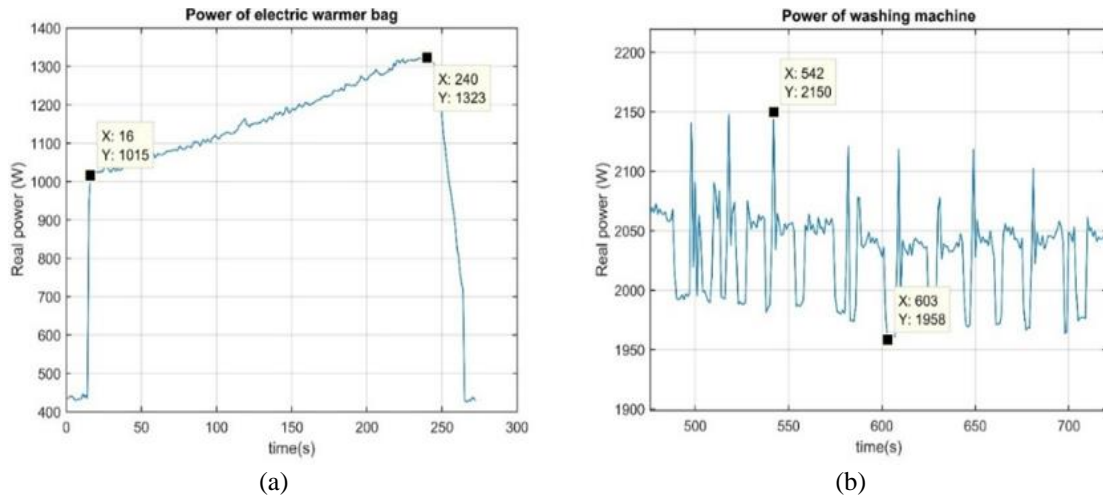 Power of electric warmer bag
1400
1300
1200
1100
1000
900
800
700
600
500
400
Real power (W)
X: 16
Y: 1015
X: 240
Y: 1323
0
50
100
150
200
250
300
time(s)
(a)
Power of washing machine
2200
2150
2100
2050
2000
1950
1900
Real power (W)
X: 542
Y: 2150
X: 603
Y: 1958
500
550
600
650
700
time(s)
(b)